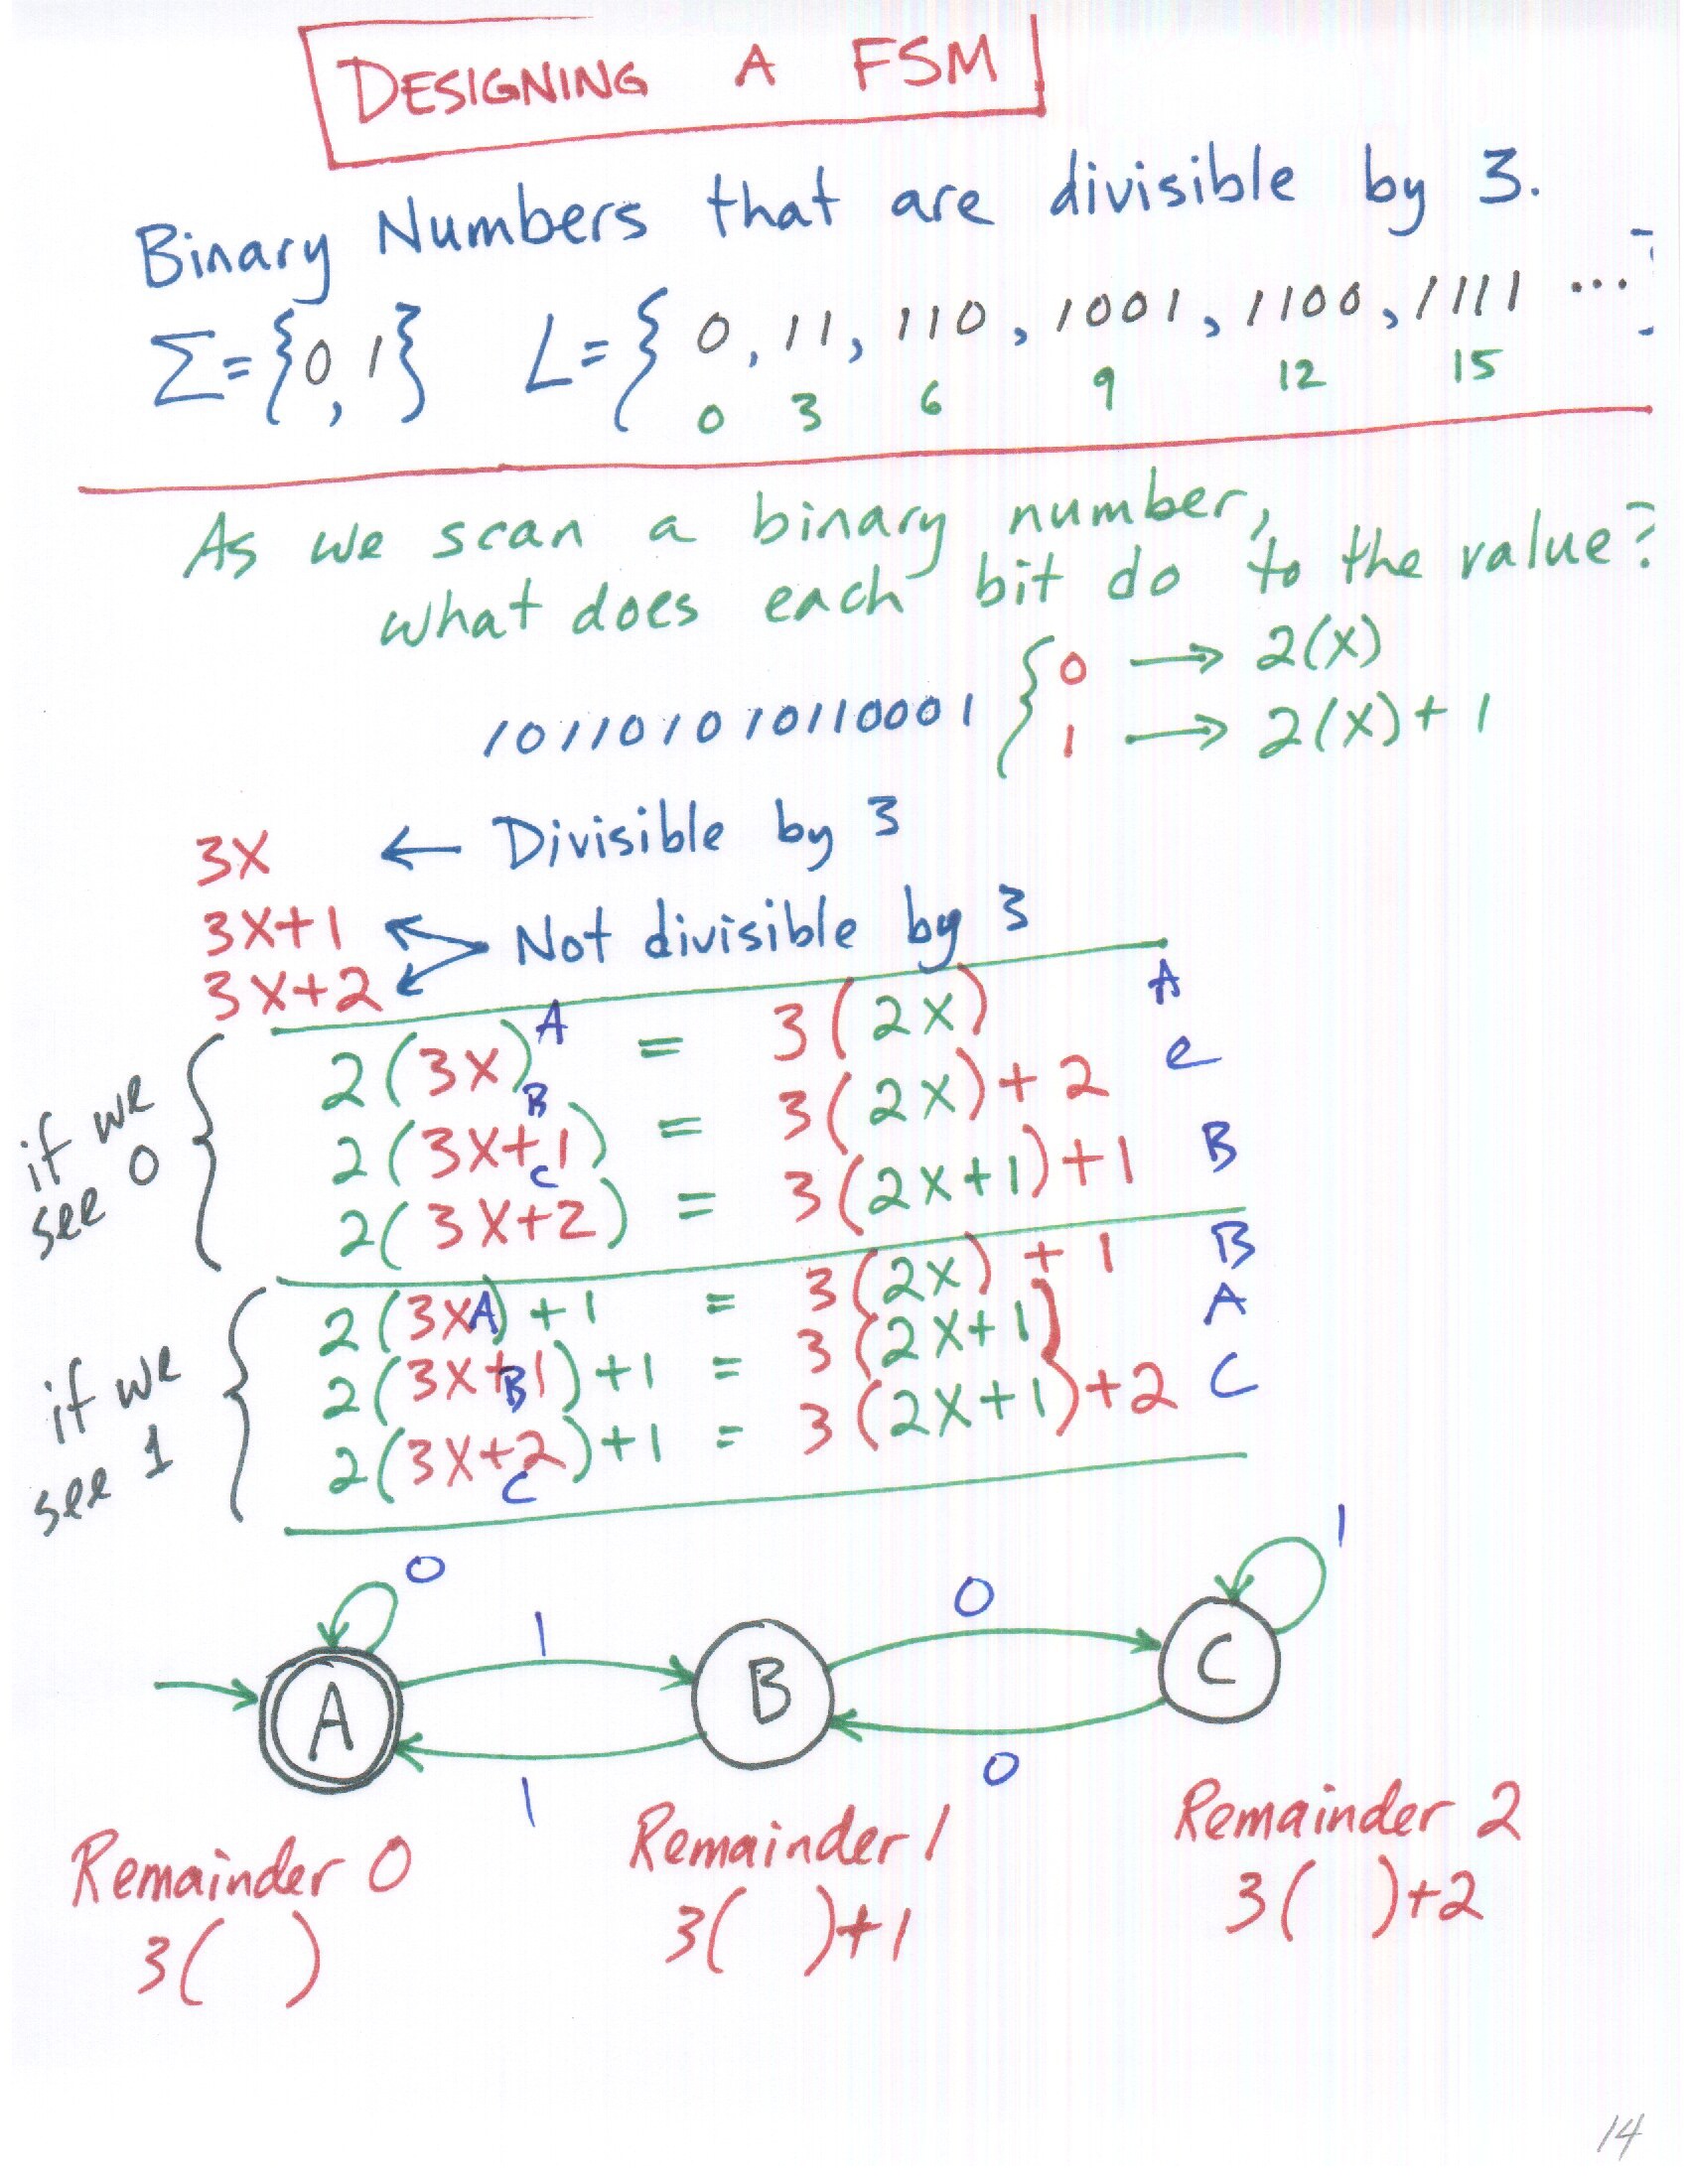 DESIGNING A FSM
Binary Numbers that are divisible by 3.
Σ={0,1} L={0, 11, 110, 1001, 1100, 1111 ...}
0 3 6 9 12 15
As we scan a binary number,
what does each bit do to the value?
0 → 2(x)
101101010110001 { 1 → 2(x)+1
3x ← Divisible by 3
3x+1
3x+2
Not divisible by 3
if we see 0
2(3x) A = 3(2x) A
2(3x+1) B = 3(2x)+2 e
2(3x+2) C = 3(2x+1)+1 B
if we see 1
2(3x)+1 A = 3(2x)+1 B
2(3x+1)+1 B = 3(2x+1) A
2(3x+2)+1 C = 3(2x+1)+2 C
0 1 0 1
A B C
1 0
Remainder 0 Remainder 1 Remainder 2
3( ) 3( )+1 3( )+2
14